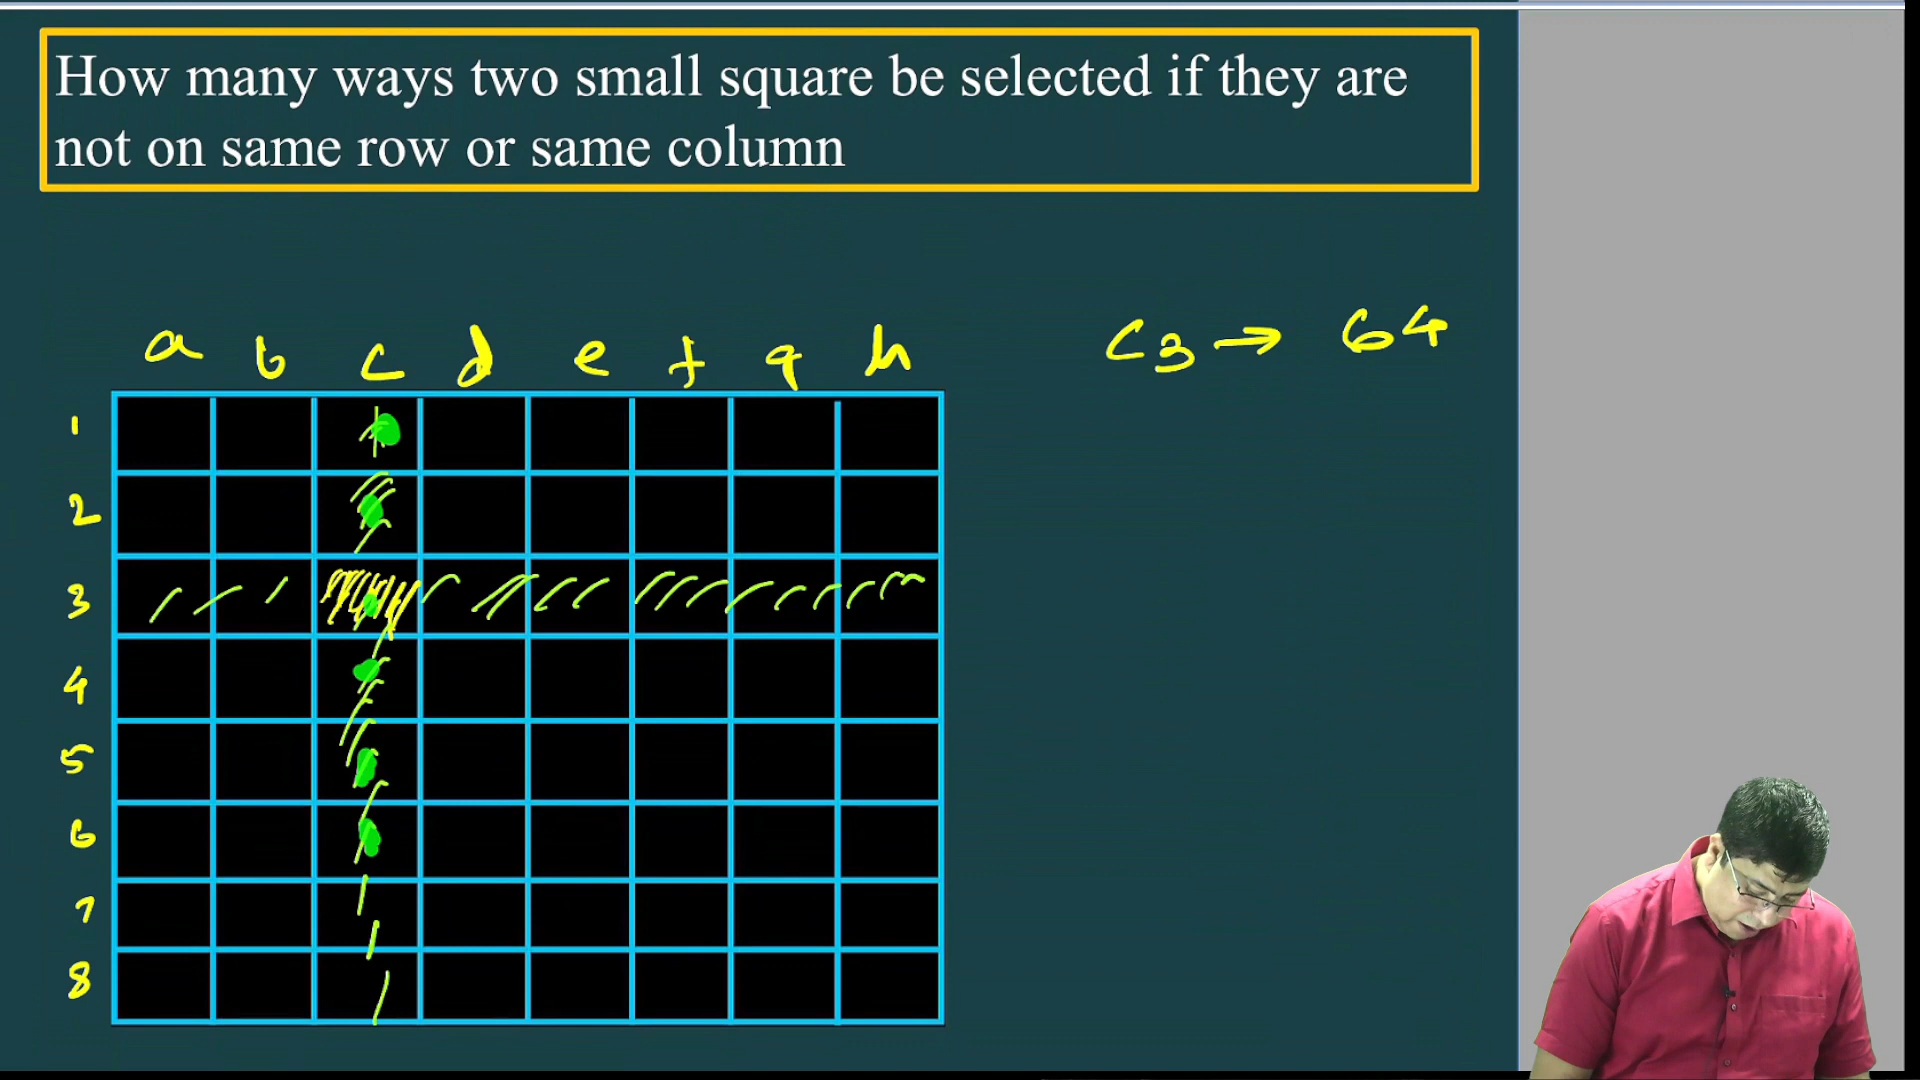 How many ways two small square be selected if they are
not on same row or same column
C3 → 64
a b c d e f g h
1
2
3
4
5
6
7
8